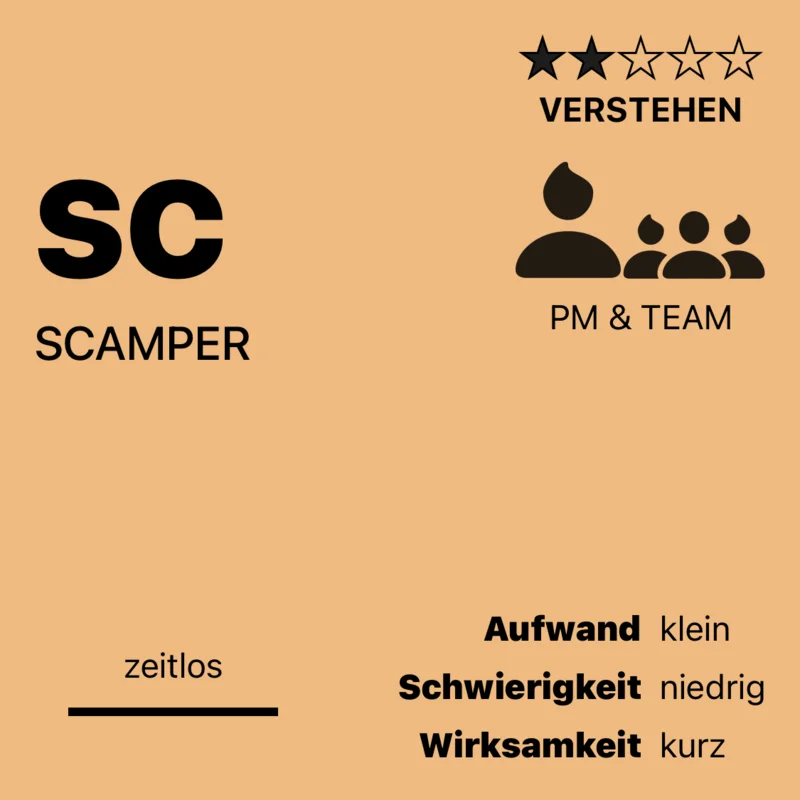 ★★☆☆☆
VERSTEHEN
SC
SCAMPER
PM & TEAM
zeitlos
Aufwand klein
Schwierigkeit niedrig
Wirksamkeit kurz